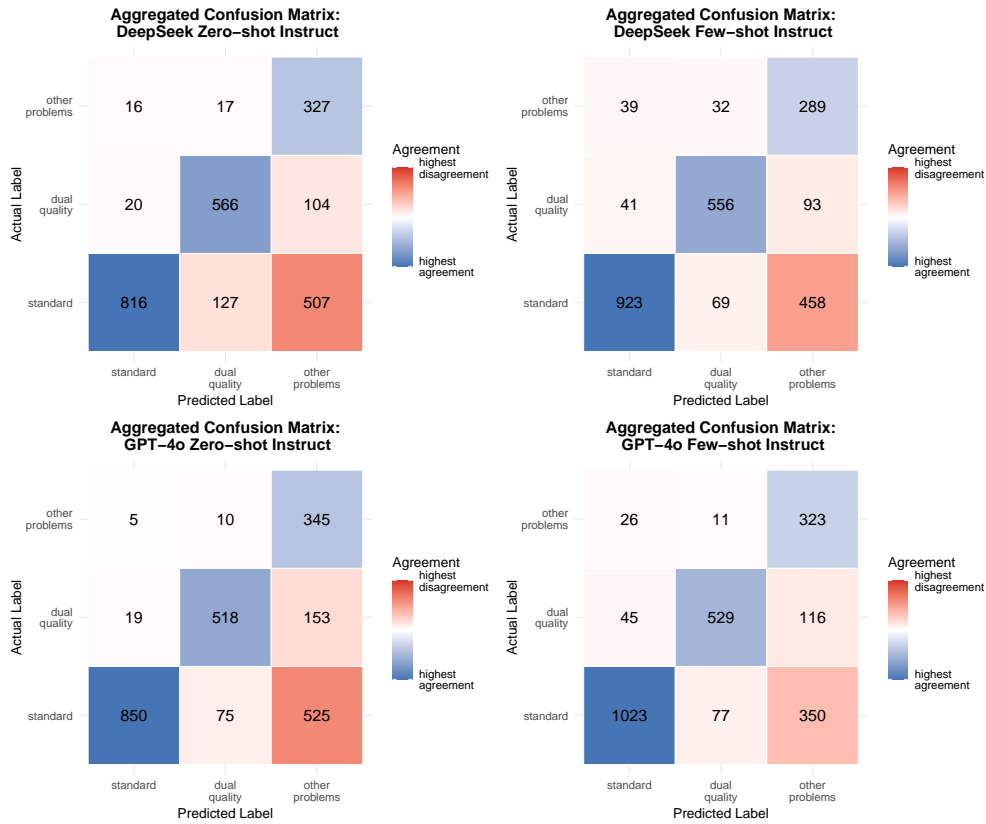 Aggregated Confusion Matrix:
DeepSeek Zero−shot Instruct
other
problems
16
17
327
dual
quality
20
566
104
standard
816
127
507
standard
dual
quality
other
problems
Actual Label
Predicted Label
Agreement
highest
disagreement
highest
agreement
Aggregated Confusion Matrix:
DeepSeek Few−shot Instruct
other
problems
39
32
289
dual
quality
41
556
93
standard
923
69
458
standard
dual
quality
other
problems
Actual Label
Predicted Label
Agreement
highest
disagreement
highest
agreement
Aggregated Confusion Matrix:
GPT−4o Zero−shot Instruct
other
problems
5
10
345
dual
quality
19
518
153
standard
850
75
525
standard
dual
quality
other
problems
Actual Label
Predicted Label
Agreement
highest
disagreement
highest
agreement
Aggregated Confusion Matrix:
GPT−4o Few−shot Instruct
other
problems
26
11
323
dual
quality
45
529
116
standard
1023
77
350
standard
dual
quality
other
problems
Actual Label
Predicted Label
Agreement
highest
disagreement
highest
agreement